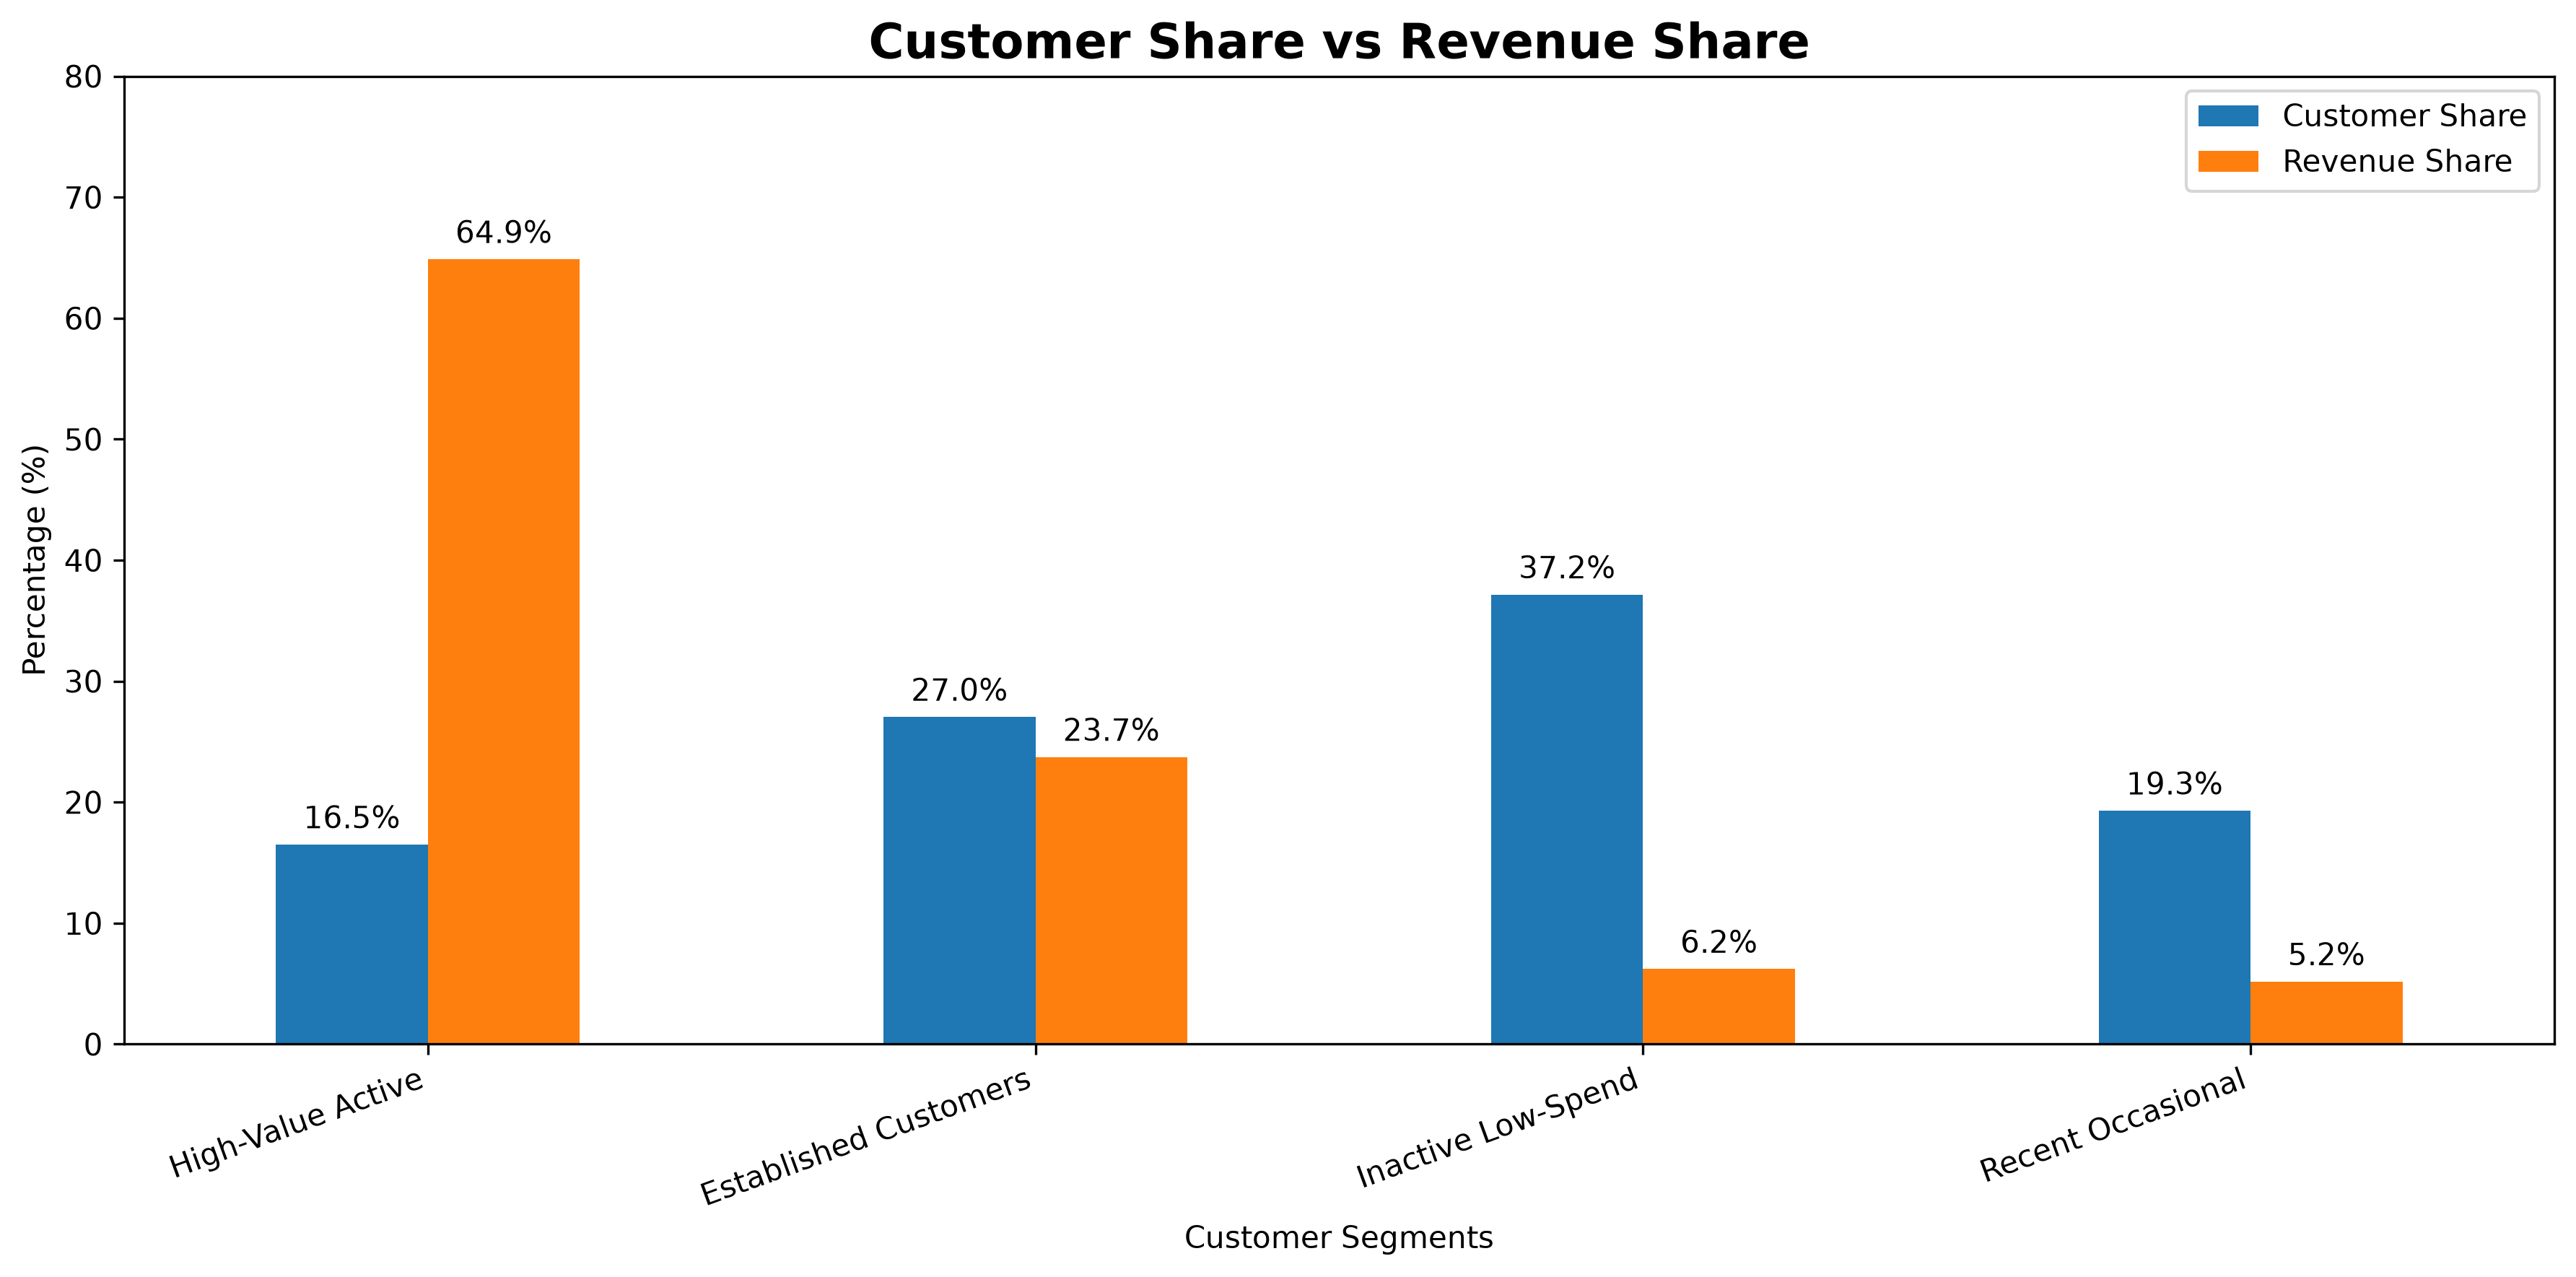 Customer Share vs Revenue Share
Customer Share
Revenue Share
Percentage (%)
80
70
60
50
40
30
20
10
0
16.5%
64.9%
27.0%
23.7%
37.2%
6.2%
19.3%
5.2%
High-Value Active
Established Customers
Inactive Low-Spend
Recent Occasional
Customer Segments